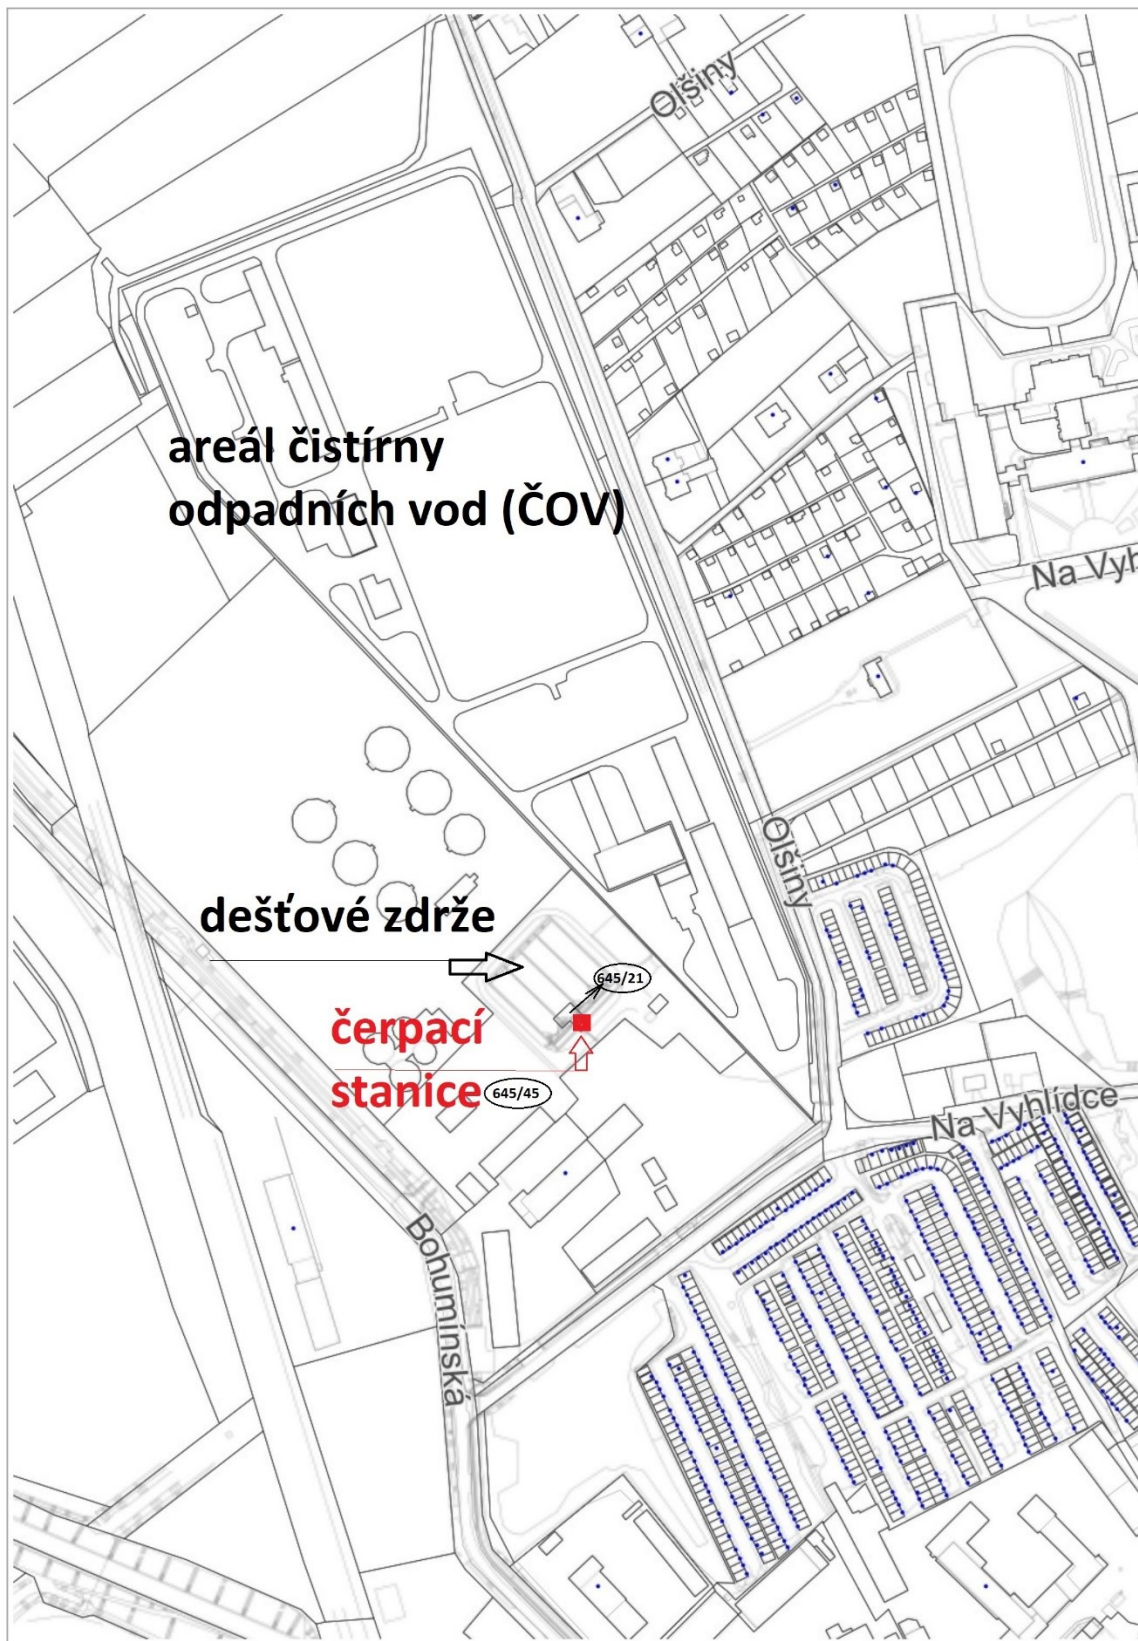 Olšiny
areál čistírny
odpadních vod (ČOV)
Na Vyh
Olšiny
dešťové zdrže
645/21
čerpací
stanice
645/45
Na Vyhlídce
Bohumínská